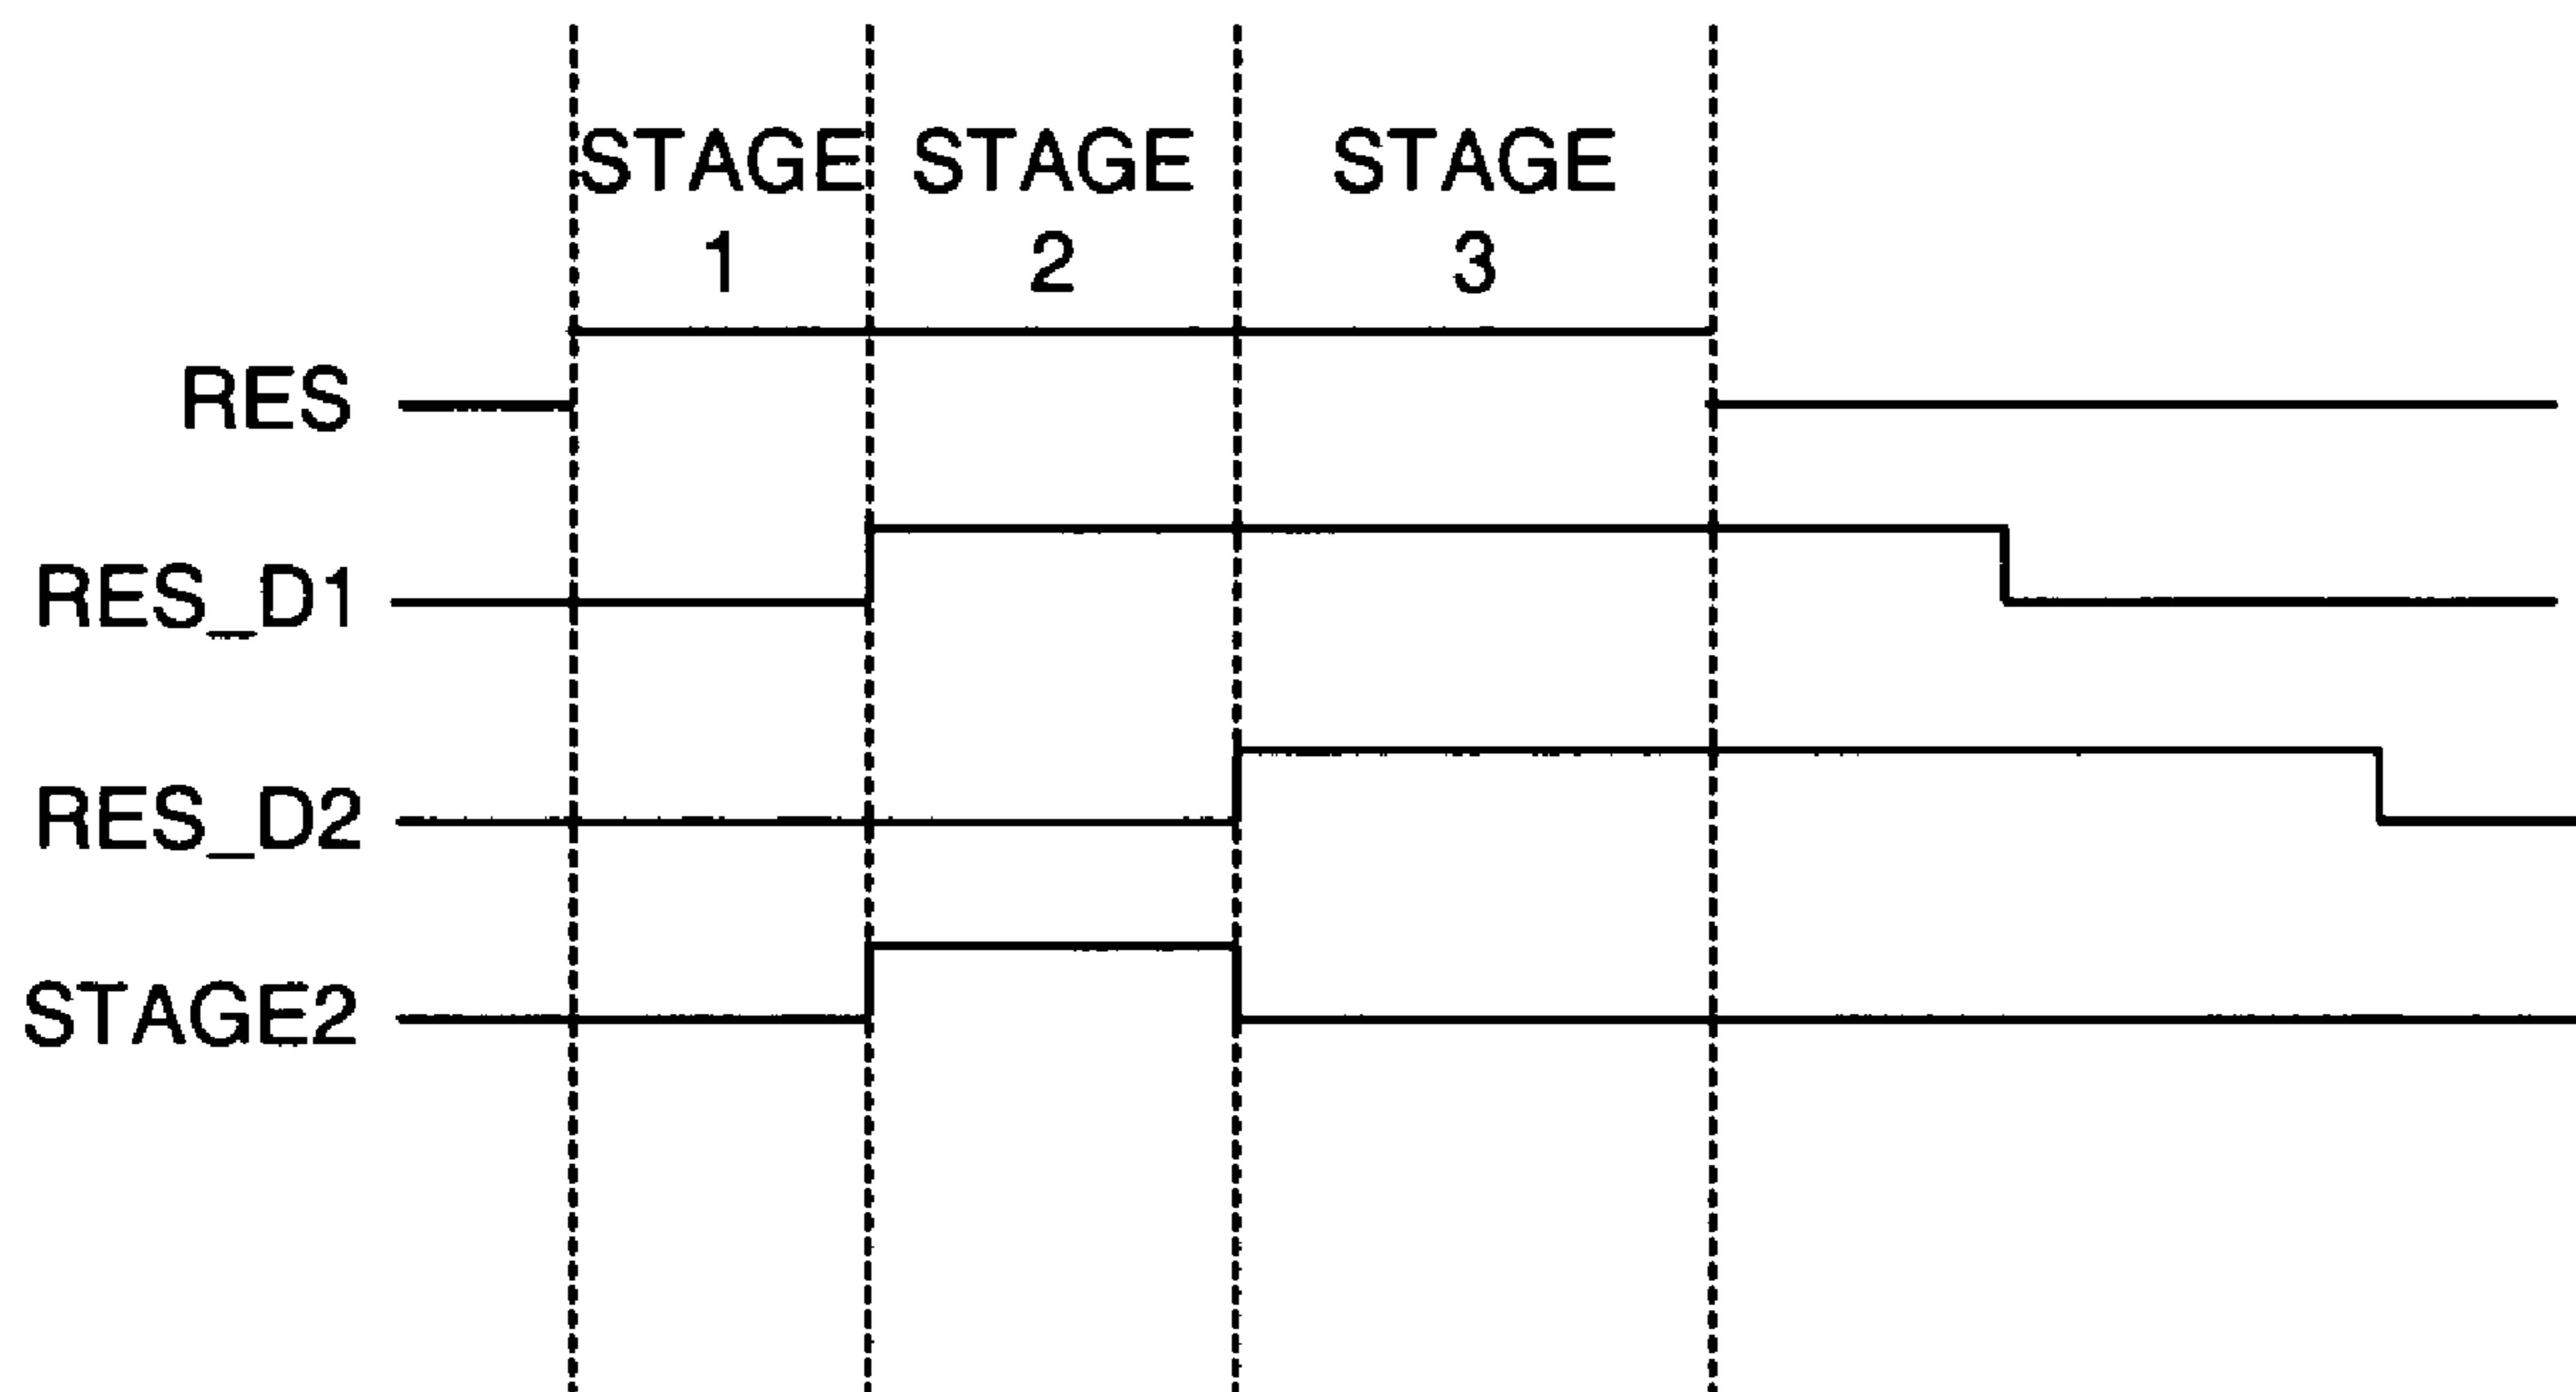 STAGE STAGE STAGE
1 2 3
RES
RES_D1
RES_D2
STAGE2